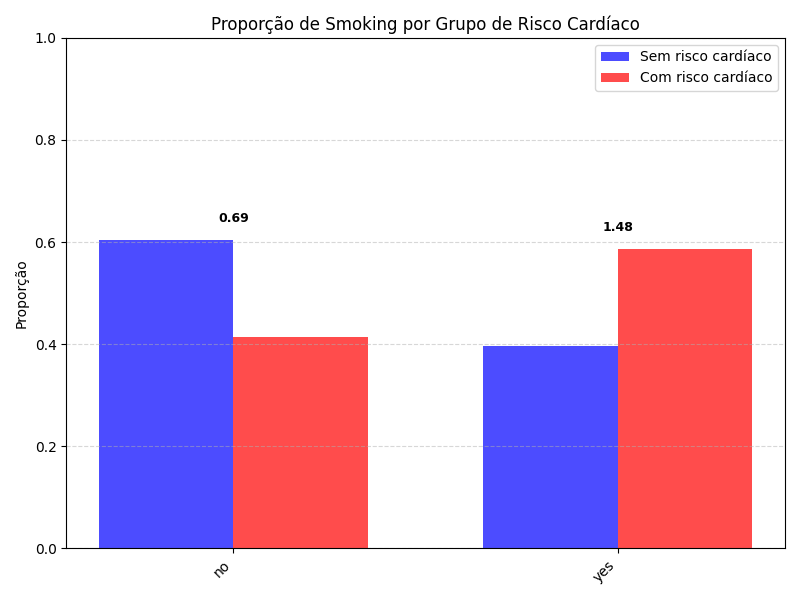 Proporção de Smoking por Grupo de Risco Cardíaco
Sem risco cardíaco
Com risco cardíaco
1.0
0.8
0.6
0.4
0.2
0.0
Proporção
0.69
1.48
no
yes